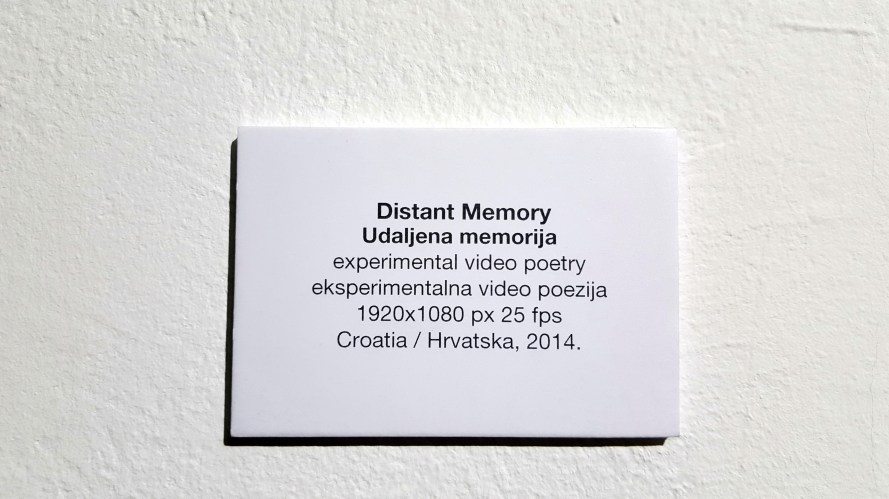 Distant Memory
Udaljena memorija
experimental video poetry
eksperimentalna video poezija
1920x1080 px 25 fps
Croatia / Hrvatska, 2014.